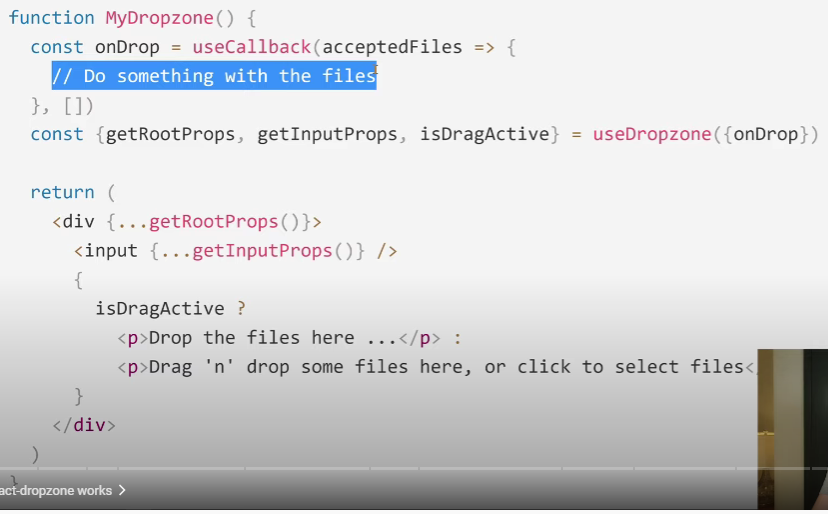 function MyDropzone() {
const onDrop = useCallback(acceptedFiles => {
// Do something with the files
}, [])
const {getRootProps, getInputProps, isDragActive} = useDropzone({onDrop})
return (
<div {...getRootProps()}>
<input {...getInputProps()} />
{
isDragActive ?
<p>Drop the files here ...</p> :
<p>Drag 'n' drop some files here, or click to select files<
}
</div>
)
}
act-dropzone works >